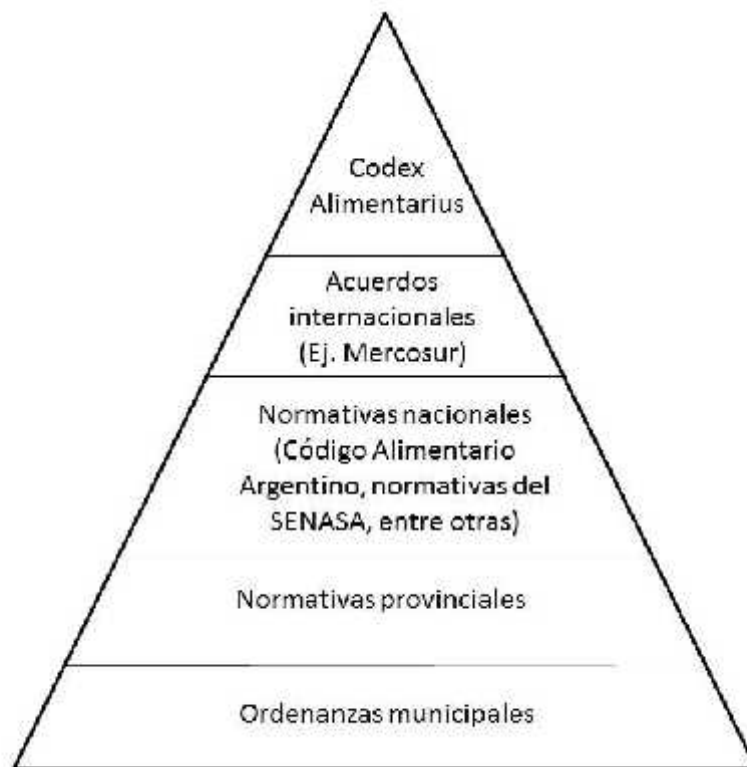 Codex
Alimentarius
Acuerdos
internacionales
(Ej. Mercosur)
Normativas nacionales
(Código Alimentario
Argentino, normativas del
SENASA, entre otras)
Normativas provinciales
Ordenanzas municipales